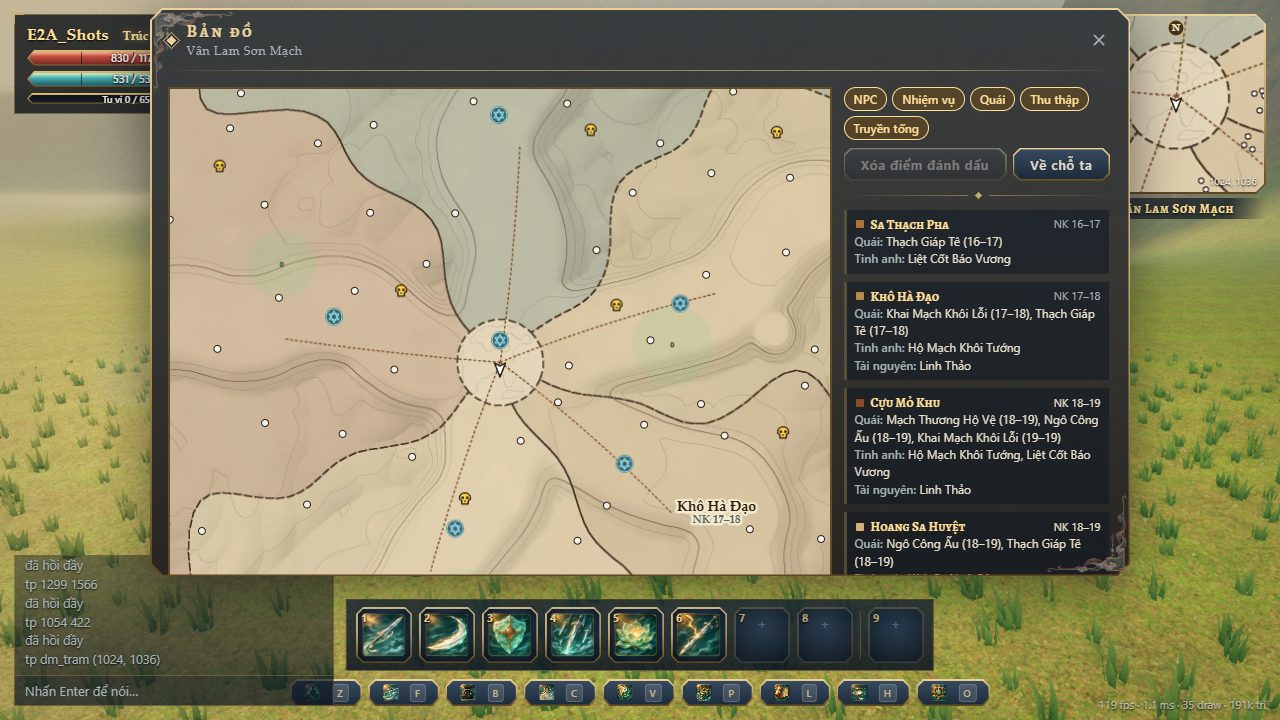 E2A_Shots Trúc
830 / 117
531 / 53
Tu vi 0 / 65
Bản đồ
Vân Lam Sơn Mạch
NPC
Nhiệm vụ
Quái
Thu thập
Truyền tống
Xóa điểm đánh dấu
Về chỗ ta
Sa Thạch Pha NK 16–17
Quái: Thạch Giáp Tê (16–17)
Tinh anh: Liệt Cốt Báo Vương
Khô Hà Đạo NK 17–18
Quái: Khai Mạch Khôi Lỗi (17–18), Thạch Giáp
Tê (17–18)
Tinh anh: Hộ Mạch Khôi Tướng
Tài nguyên: Linh Thảo
Cựu Mỏ Khu NK 18–19
Quái: Mạch Thương Hộ Vệ (18–19), Ngô Công
Ấu (18–19), Khai Mạch Khôi Lỗi (19–19)
Tinh anh: Hộ Mạch Khôi Tướng, Liệt Cốt Báo
Vương
Tài nguyên: Linh Thảo
Hoang Sa Huyệt NK 18–19
Quái: Ngô Công Ấu (18–19), Thạch Giáp Tê
(18–19)
Khô Hà Đạo
NK 17–18
N
1024, 1036
Lam Sơn Mạch
đã hồi đầy
tp 1299 1566
đã hồi đầy
tp 1054 422
đã hồi đầy
tp dm_tram (1024, 1036)
Nhấn Enter để nói...
1 2 3 4 5 6 7 8 9
+ + +
Z F B C V P L H O
119 fps · 1.1 ms · 35 draw · 191k tri